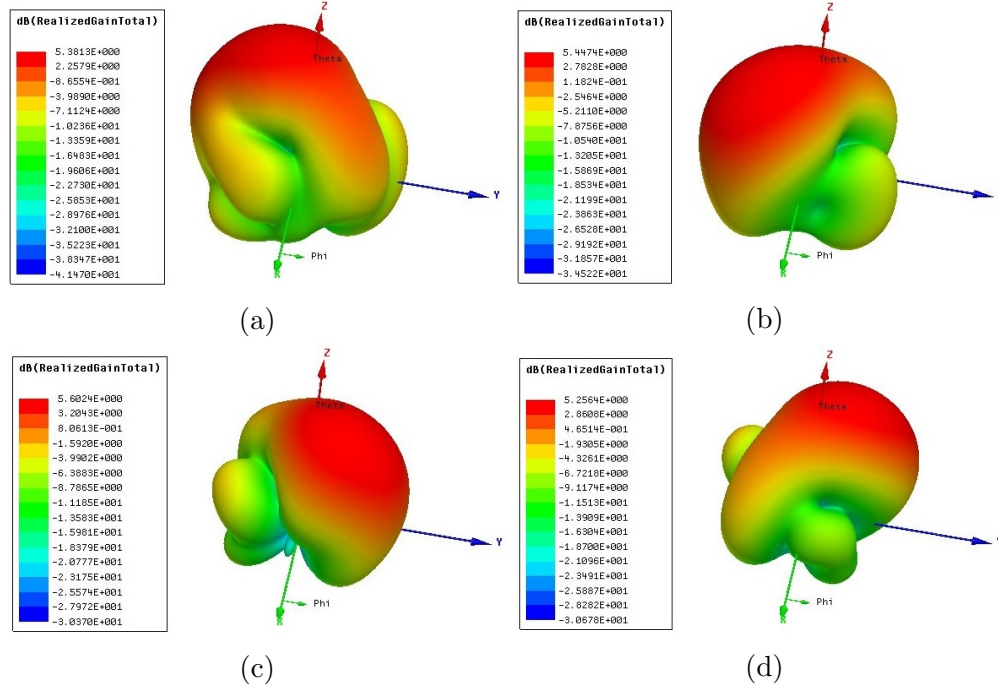 dB(RealizedGainTotal)
5.3813E+000
2.2579E+000
-8.6554E-001
-3.9890E+000
-7.1124E+000
-1.0236E+001
-1.3359E+001
-1.6483E+001
-1.9606E+001
-2.2730E+001
-2.5853E+001
-2.8976E+001
-3.2100E+001
-3.5223E+001
-3.8347E+001
-4.1470E+001
Z
Theta
Y
Phi
X
(a)
dB(RealizedGainTotal)
5.4474E+000
2.7828E+000
1.1824E-001
-2.5464E+000
-5.2110E+000
-7.8756E+000
-1.0540E+001
-1.3205E+001
-1.5869E+001
-1.8534E+001
-2.1199E+001
-2.3863E+001
-2.6528E+001
-2.9192E+001
-3.1857E+001
-3.4522E+001
Z
Theta
Y
Phi
X
(b)
dB(RealizedGainTotal)
5.6024E+000
3.2043E+000
8.0613E-001
-1.5920E+000
-3.9902E+000
-6.3883E+000
-8.7865E+000
-1.1185E+001
-1.3583E+001
-1.5981E+001
-1.8379E+001
-2.0777E+001
-2.3175E+001
-2.5574E+001
-2.7972E+001
-3.0370E+001
Z
Theta
Y
Phi
X
(c)
dB(RealizedGainTotal)
5.2564E+000
2.8608E+000
4.6514E-001
-1.9305E+000
-4.3261E+000
-6.7218E+000
-9.1174E+000
-1.1513E+001
-1.3909E+001
-1.6304E+001
-1.8700E+001
-2.1096E+001
-2.3491E+001
-2.5887E+001
-2.8282E+001
-3.0678E+001
Z
Theta
Phi
X
(d)